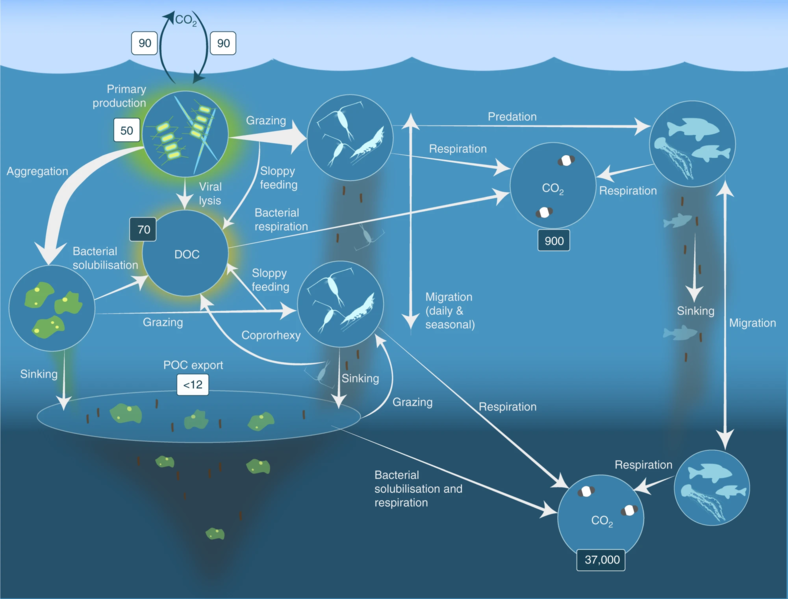 CO₂
90
90
Primary
production
50
Grazing
Predation
Respiration
Aggregation
Sloppy
feeding
Viral
lysis
CO₂
Respiration
900
70
DOC
Bacterial
respiration
Bacterial
solubilisation
Sloppy
feeding
Migration
(daily &
seasonal)
Sinking
Migration
Grazing
Coprorhexy
POC export
<12
Sinking
Sinking
Grazing
Respiration
Bacterial
solubilisation and
respiration
Respiration
CO₂
37,000